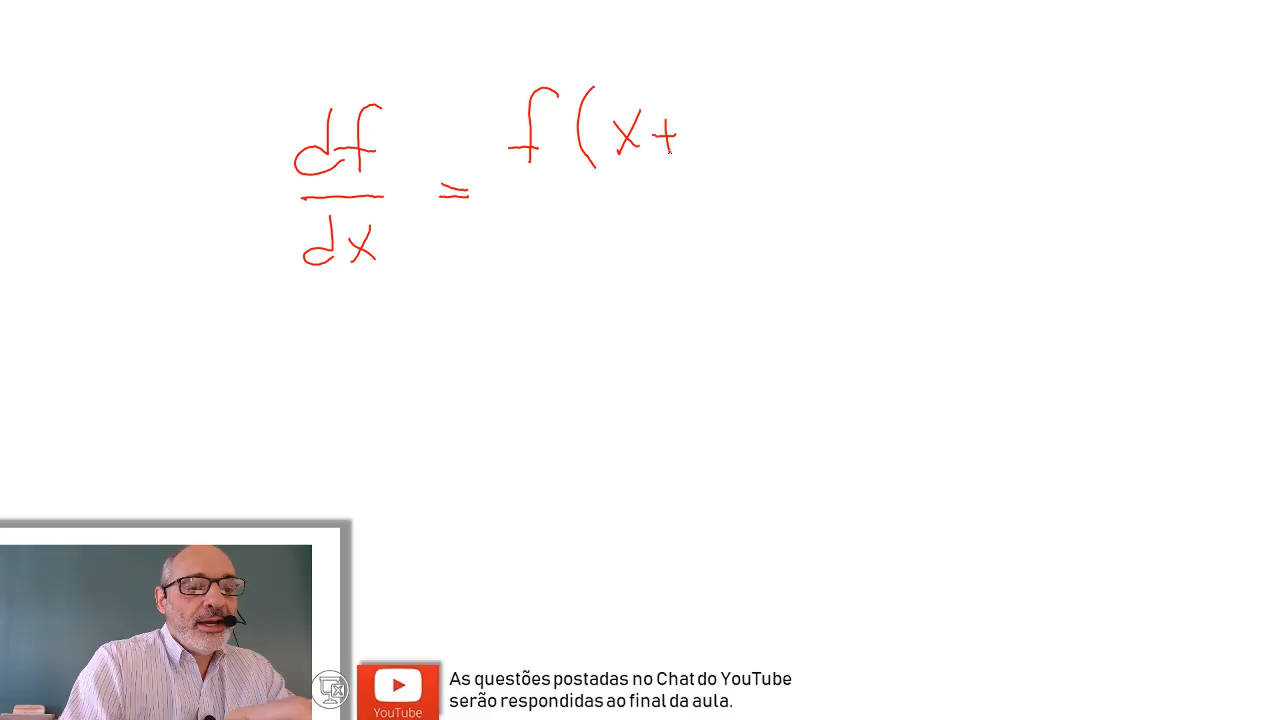 df/dx = f(x+
As questões postadas no Chat do YouTube
serão respondidas ao final da aula.
YouTube